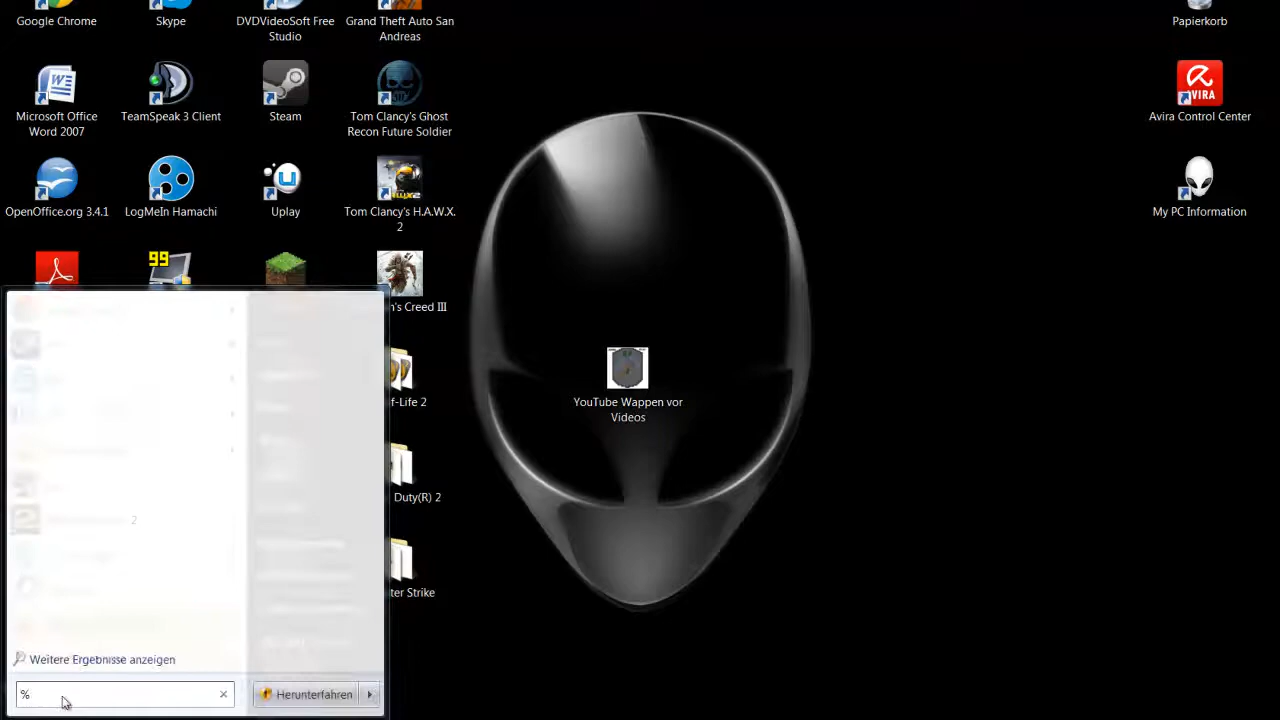 Google Chrome
Skype
DVDVideoSoft Free
Studio
Grand Theft Auto San
Andreas
Papierkorb
Microsoft Office
Word 2007
TeamSpeak 3 Client
Steam
Tom Clancy's Ghost
Recon Future Soldier
AVIRA
Avira Control Center
OpenOffice.org 3.4.1
LogMeIn Hamachi
Uplay
Tom Clancy's H.A.W.X.
2
My PC Information
99
n's Creed III
f-Life 2
YouTube Wappen vor
Videos
Duty(R) 2
ter Strike
2
Weitere Ergebnisse anzeigen
%
Herunterfahren